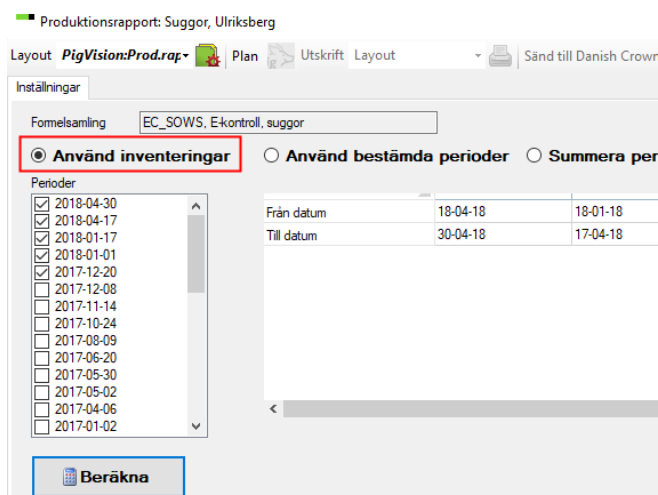 Produktionsrapport: Suggor, Ulriksberg
Layout PigVision:Prod.rap Plan Utskrift Layout Sänd till Danish Crown
Inställningar
Formelsamling EC_SOWS, E-kontroll, suggor
Använd inventeringar Använd bestämda perioder Summera per
Perioder
2018-04-30
2018-04-17
2018-01-17
2018-01-01
2017-12-20
2017-12-08
2017-11-14
2017-10-24
2017-08-09
2017-06-20
2017-05-30
2017-05-02
2017-04-06
2017-01-02
Från datum 18-04-18 18-01-18
Till datum 30-04-18 17-04-18
Beräkna